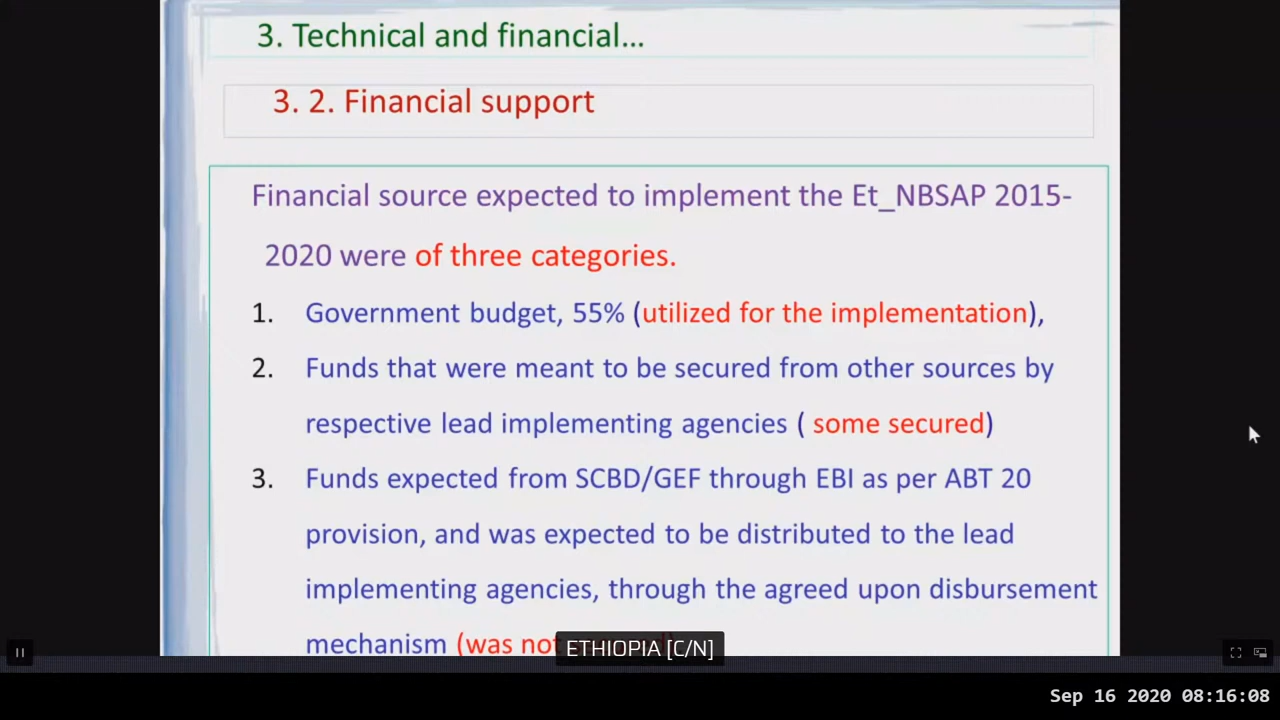 3. Technical and financial...
3. 2. Financial support
Financial source expected to implement the Et_NBSAP 2015-
2020 were of three categories.
1. Government budget, 55% (utilized for the implementation),
2. Funds that were meant to be secured from other sources by
respective lead implementing agencies ( some secured)
3. Funds expected from SCBD/GEF through EBI as per ABT 20
provision, and was expected to be distributed to the lead
implementing agencies, through the agreed upon disbursement
mechanism (was not
ETHIOPIA [C/N]
Sep 16 2020 08:16:08